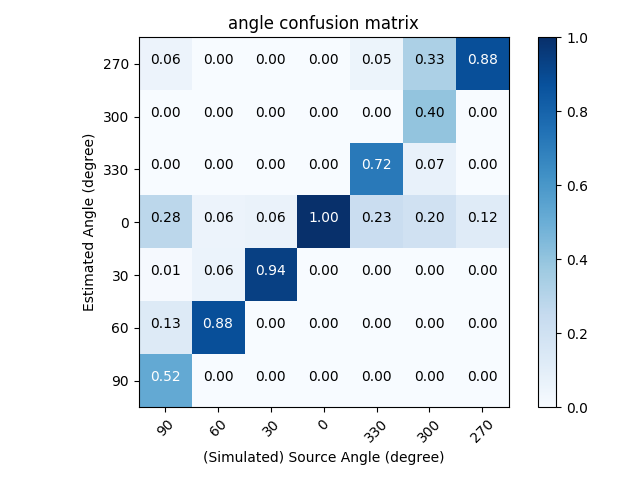 angle confusion matrix
270 0.06 0.00 0.00 0.00 0.05 0.33 0.88
300 0.00 0.00 0.00 0.00 0.00 0.40 0.00
330 0.00 0.00 0.00 0.00 0.72 0.07 0.00
0 0.28 0.06 0.06 1.00 0.23 0.20 0.12
30 0.01 0.06 0.94 0.00 0.00 0.00 0.00
60 0.13 0.88 0.00 0.00 0.00 0.00 0.00
90 0.52 0.00 0.00 0.00 0.00 0.00 0.00
90 60 30 0 330 300 270
(Simulated) Source Angle (degree)
Estimated Angle (degree)
1.0
0.8
0.6
0.4
0.2
0.0